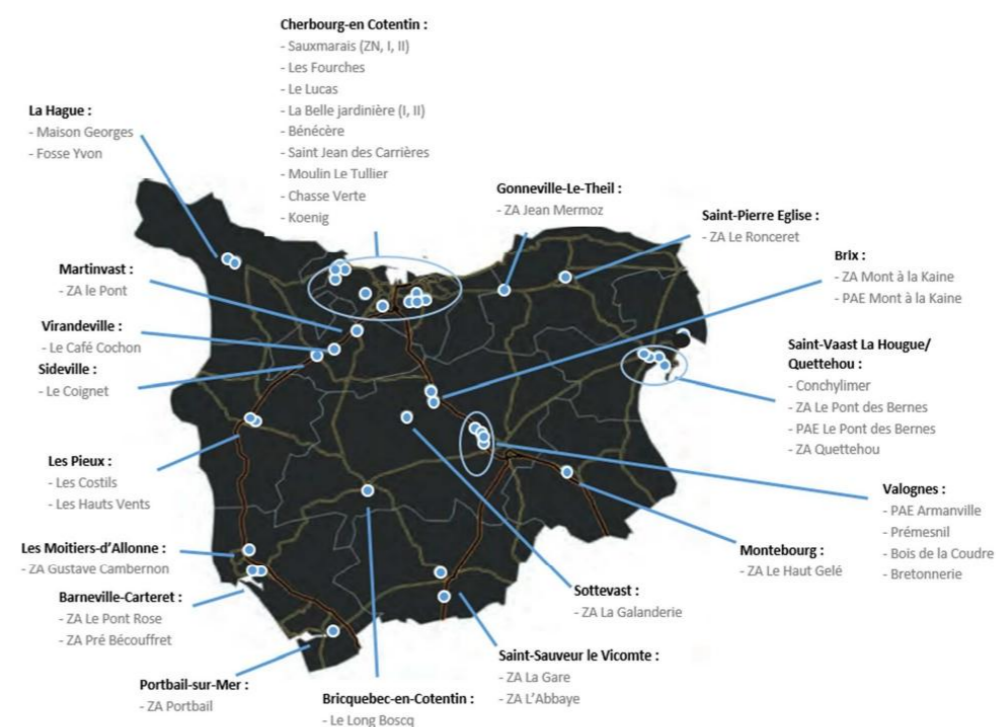 Cherbourg-en Cotentin :
- Sauxmarais (ZN, I, II)
- Les Fourches
- Le Lucas
- La Belle jardinière (I, II)
- Bénécère
- Saint Jean des Carrières
- Moulin Le Tullier
- Chasse Verte
- Koenig
La Hague :
- Maison Georges
- Fosse Yvon
Gonneville-Le-Theil :
- ZA Jean Mermoz
Saint-Pierre Eglise :
- ZA Le Ronceret
Brix :
- ZA Mont à la Kaine
- PAE Mont à la Kaine
Martinvast :
- ZA le Pont
Virandeville :
- Le Café Cochon
Sideville :
- Le Coignet
Saint-Vaast La Hougue/
Quettehou :
- Conchylimer
- ZA Le Pont des Bernes
- PAE Le Pont des Bernes
- ZA Quettehou
Les Pieux :
- Les Costils
- Les Hauts Vents
Valognes :
- PAE Armanville
- Prémesnil
- Bois de la Coudre
- Bretonnerie
Les Moitiers-d'Allonne :
- ZA Gustave Cambernon
Montebourg :
- ZA Le Haut Gelé
Barneville-Carteret :
- ZA Le Pont Rose
- ZA Pré Bécouffret
Sottevast :
- ZA La Galanderie
Saint-Sauveur le Vicomte :
- ZA La Gare
- ZA L'Abbaye
Portbail-sur-Mer :
- ZA Portbail
Bricquebec-en-Cotentin :
- Le Long Boscq